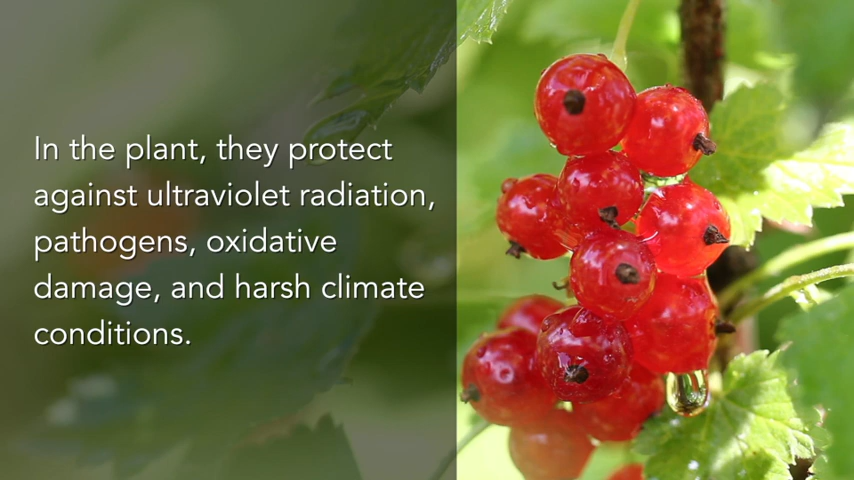 In the plant, they protect
against ultraviolet radiation,
pathogens, oxidative
damage, and harsh climate
conditions.